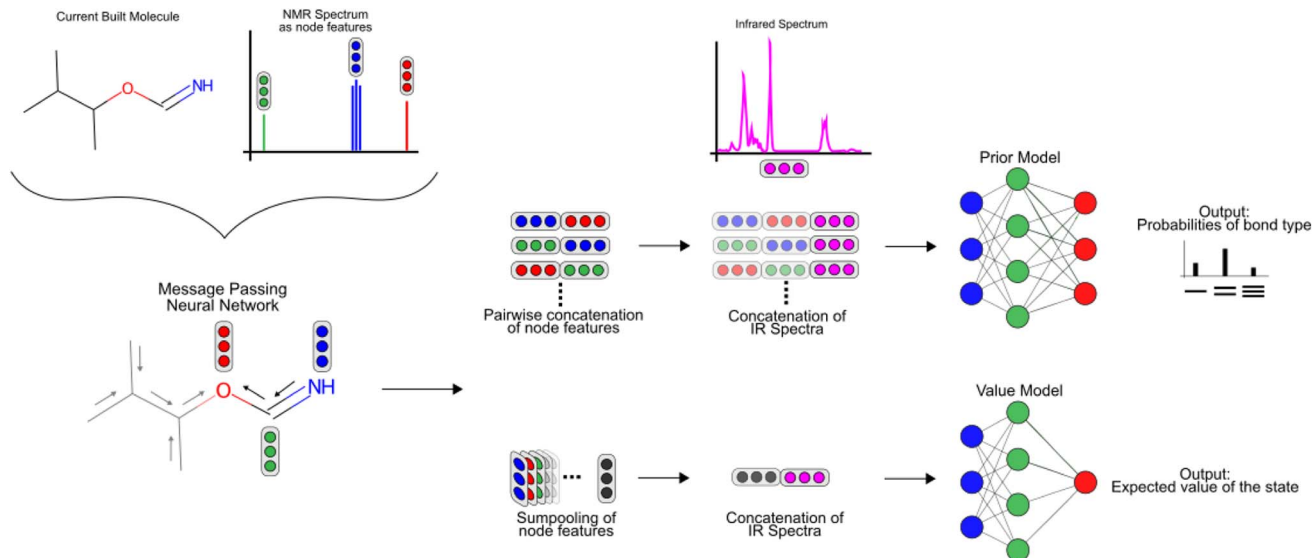 Current Built Molecule
O
NH
NMR Spectrum
as node features
Infrared Spectrum
Message Passing
Neural Network
O
NH
Pairwise concatenation
of node features
Concatenation of
IR Spectra
Prior Model
Output:
Probabilities of bond type
Sumpooling of
node features
Concatenation of
IR Spectra
Value Model
Output:
Expected value of the state